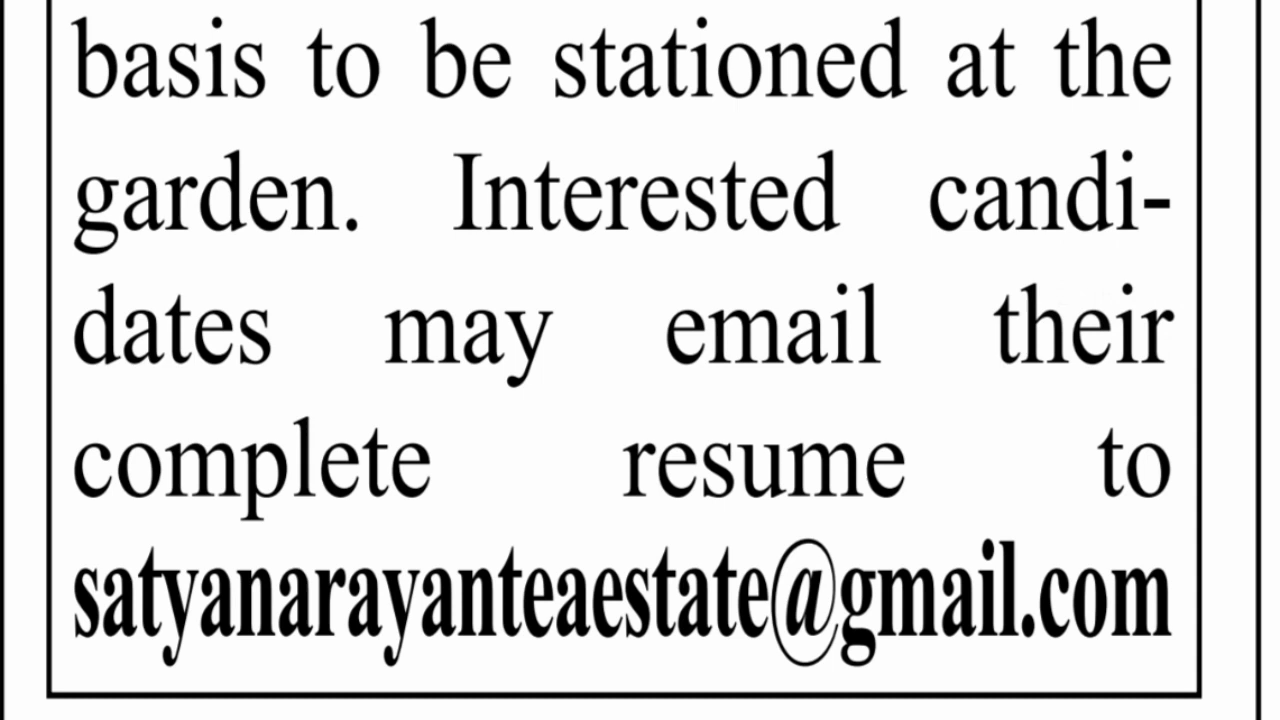 basis to be stationed at the
garden. Interested candi-
dates may email their
complete resume to
satyanarayanteaestate@gmail.com